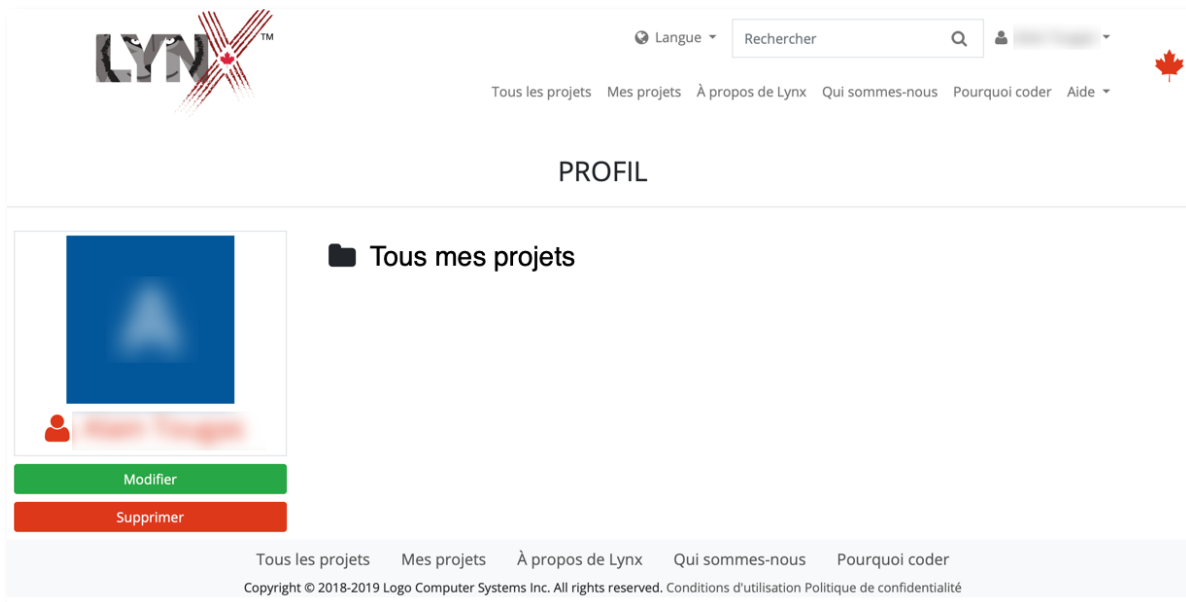 LYNX TM
Langue
Rechercher
Tous les projets Mes projets À propos de Lynx Qui sommes-nous Pourquoi coder Aide
PROFIL
Tous mes projets
Modifier
Supprimer
Tous les projets Mes projets À propos de Lynx Qui sommes-nous Pourquoi coder
Copyright © 2018-2019 Logo Computer Systems Inc. All rights reserved. Conditions d'utilisation Politique de confidentialité